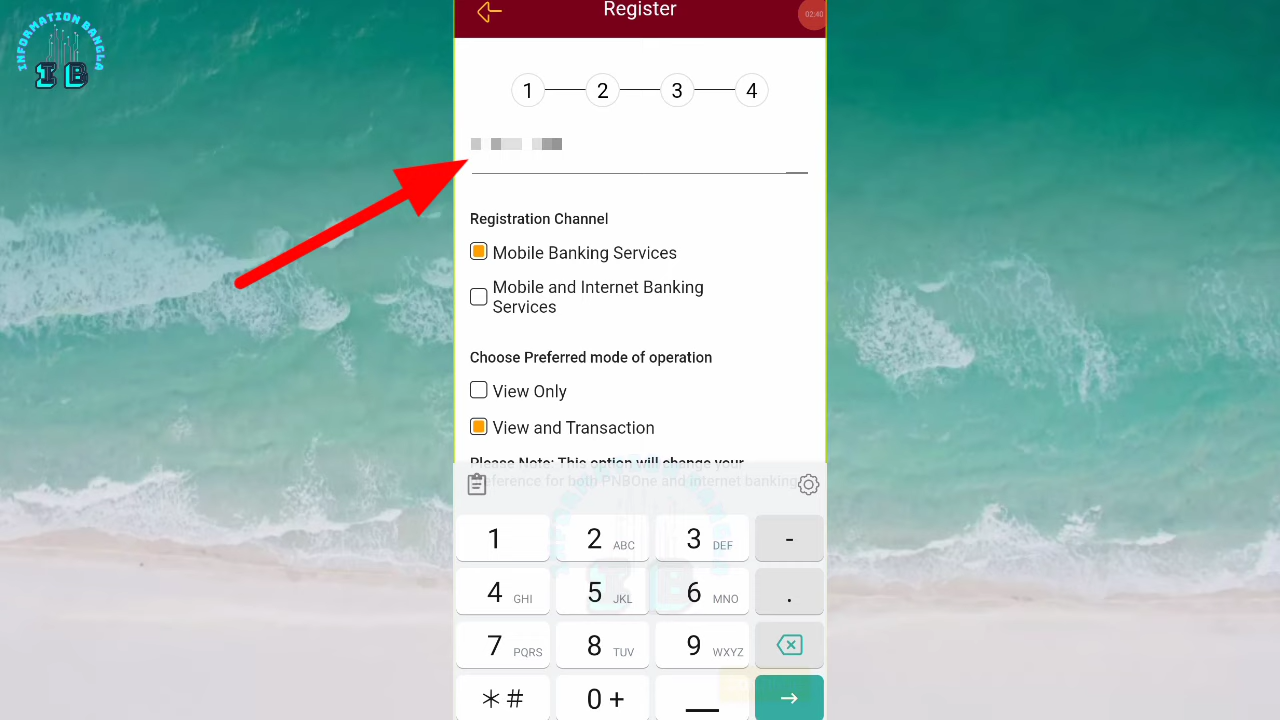 INFORMATION BANGLA
IB
Register
02:40
1 2 3 4
Registration Channel
Mobile Banking Services
Mobile and Internet Banking
Services
Choose Preferred mode of operation
View Only
View and Transaction
Please Note: This option will change your
preference for both PNBOne and internet banking
1 2 ABC 3 DEF -
4 GHI 5 JKL 6 MNO .
7 PQRS 8 TUV 9 WXYZ
*# 0 +